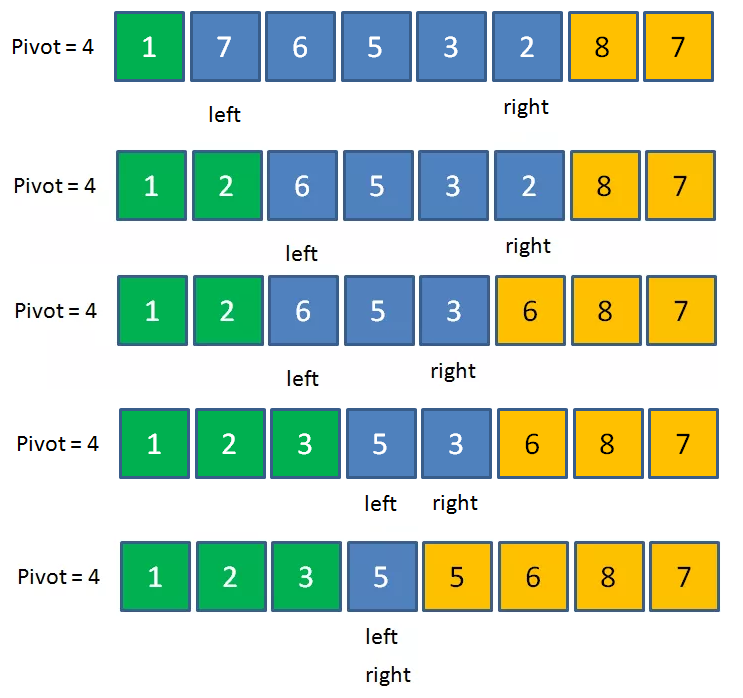 Pivot = 4 1 7 6 5 3 2 8 7
left right
Pivot = 4 1 2 6 5 3 2 8 7
left right
Pivot = 4 1 2 6 5 3 6 8 7
left right
Pivot = 4 1 2 3 5 3 6 8 7
left right
Pivot = 4 1 2 3 5 5 6 8 7
left
right